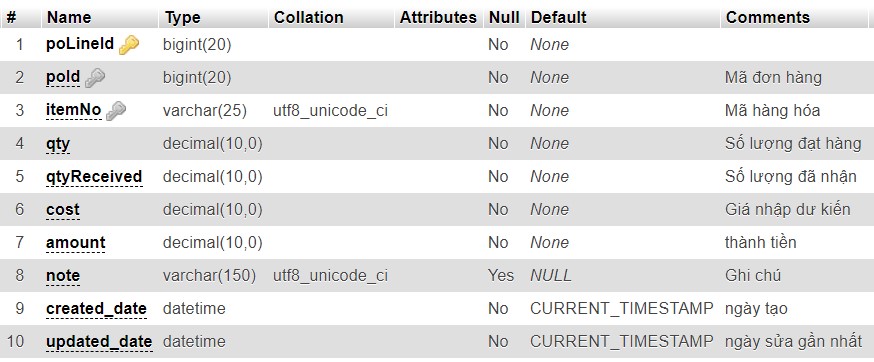 # Name Type Collation Attributes Null Default Comments
1 poLineId bigint(20) No None
2 poId bigint(20) No None Mã đơn hàng
3 itemNo varchar(25) utf8_unicode_ci No None Mã hàng hóa
4 qty decimal(10,0) No None Số lượng đạt hàng
5 qtyReceived decimal(10,0) No None Số lượng đã nhận
6 cost decimal(10,0) No None Giá nhập dư kiến
7 amount decimal(10,0) No None thành tiền
8 note varchar(150) utf8_unicode_ci Yes NULL Ghi chú
9 created_date datetime No CURRENT_TIMESTAMP ngày tạo
10 updated_date datetime No CURRENT_TIMESTAMP ngày sửa gần nhất